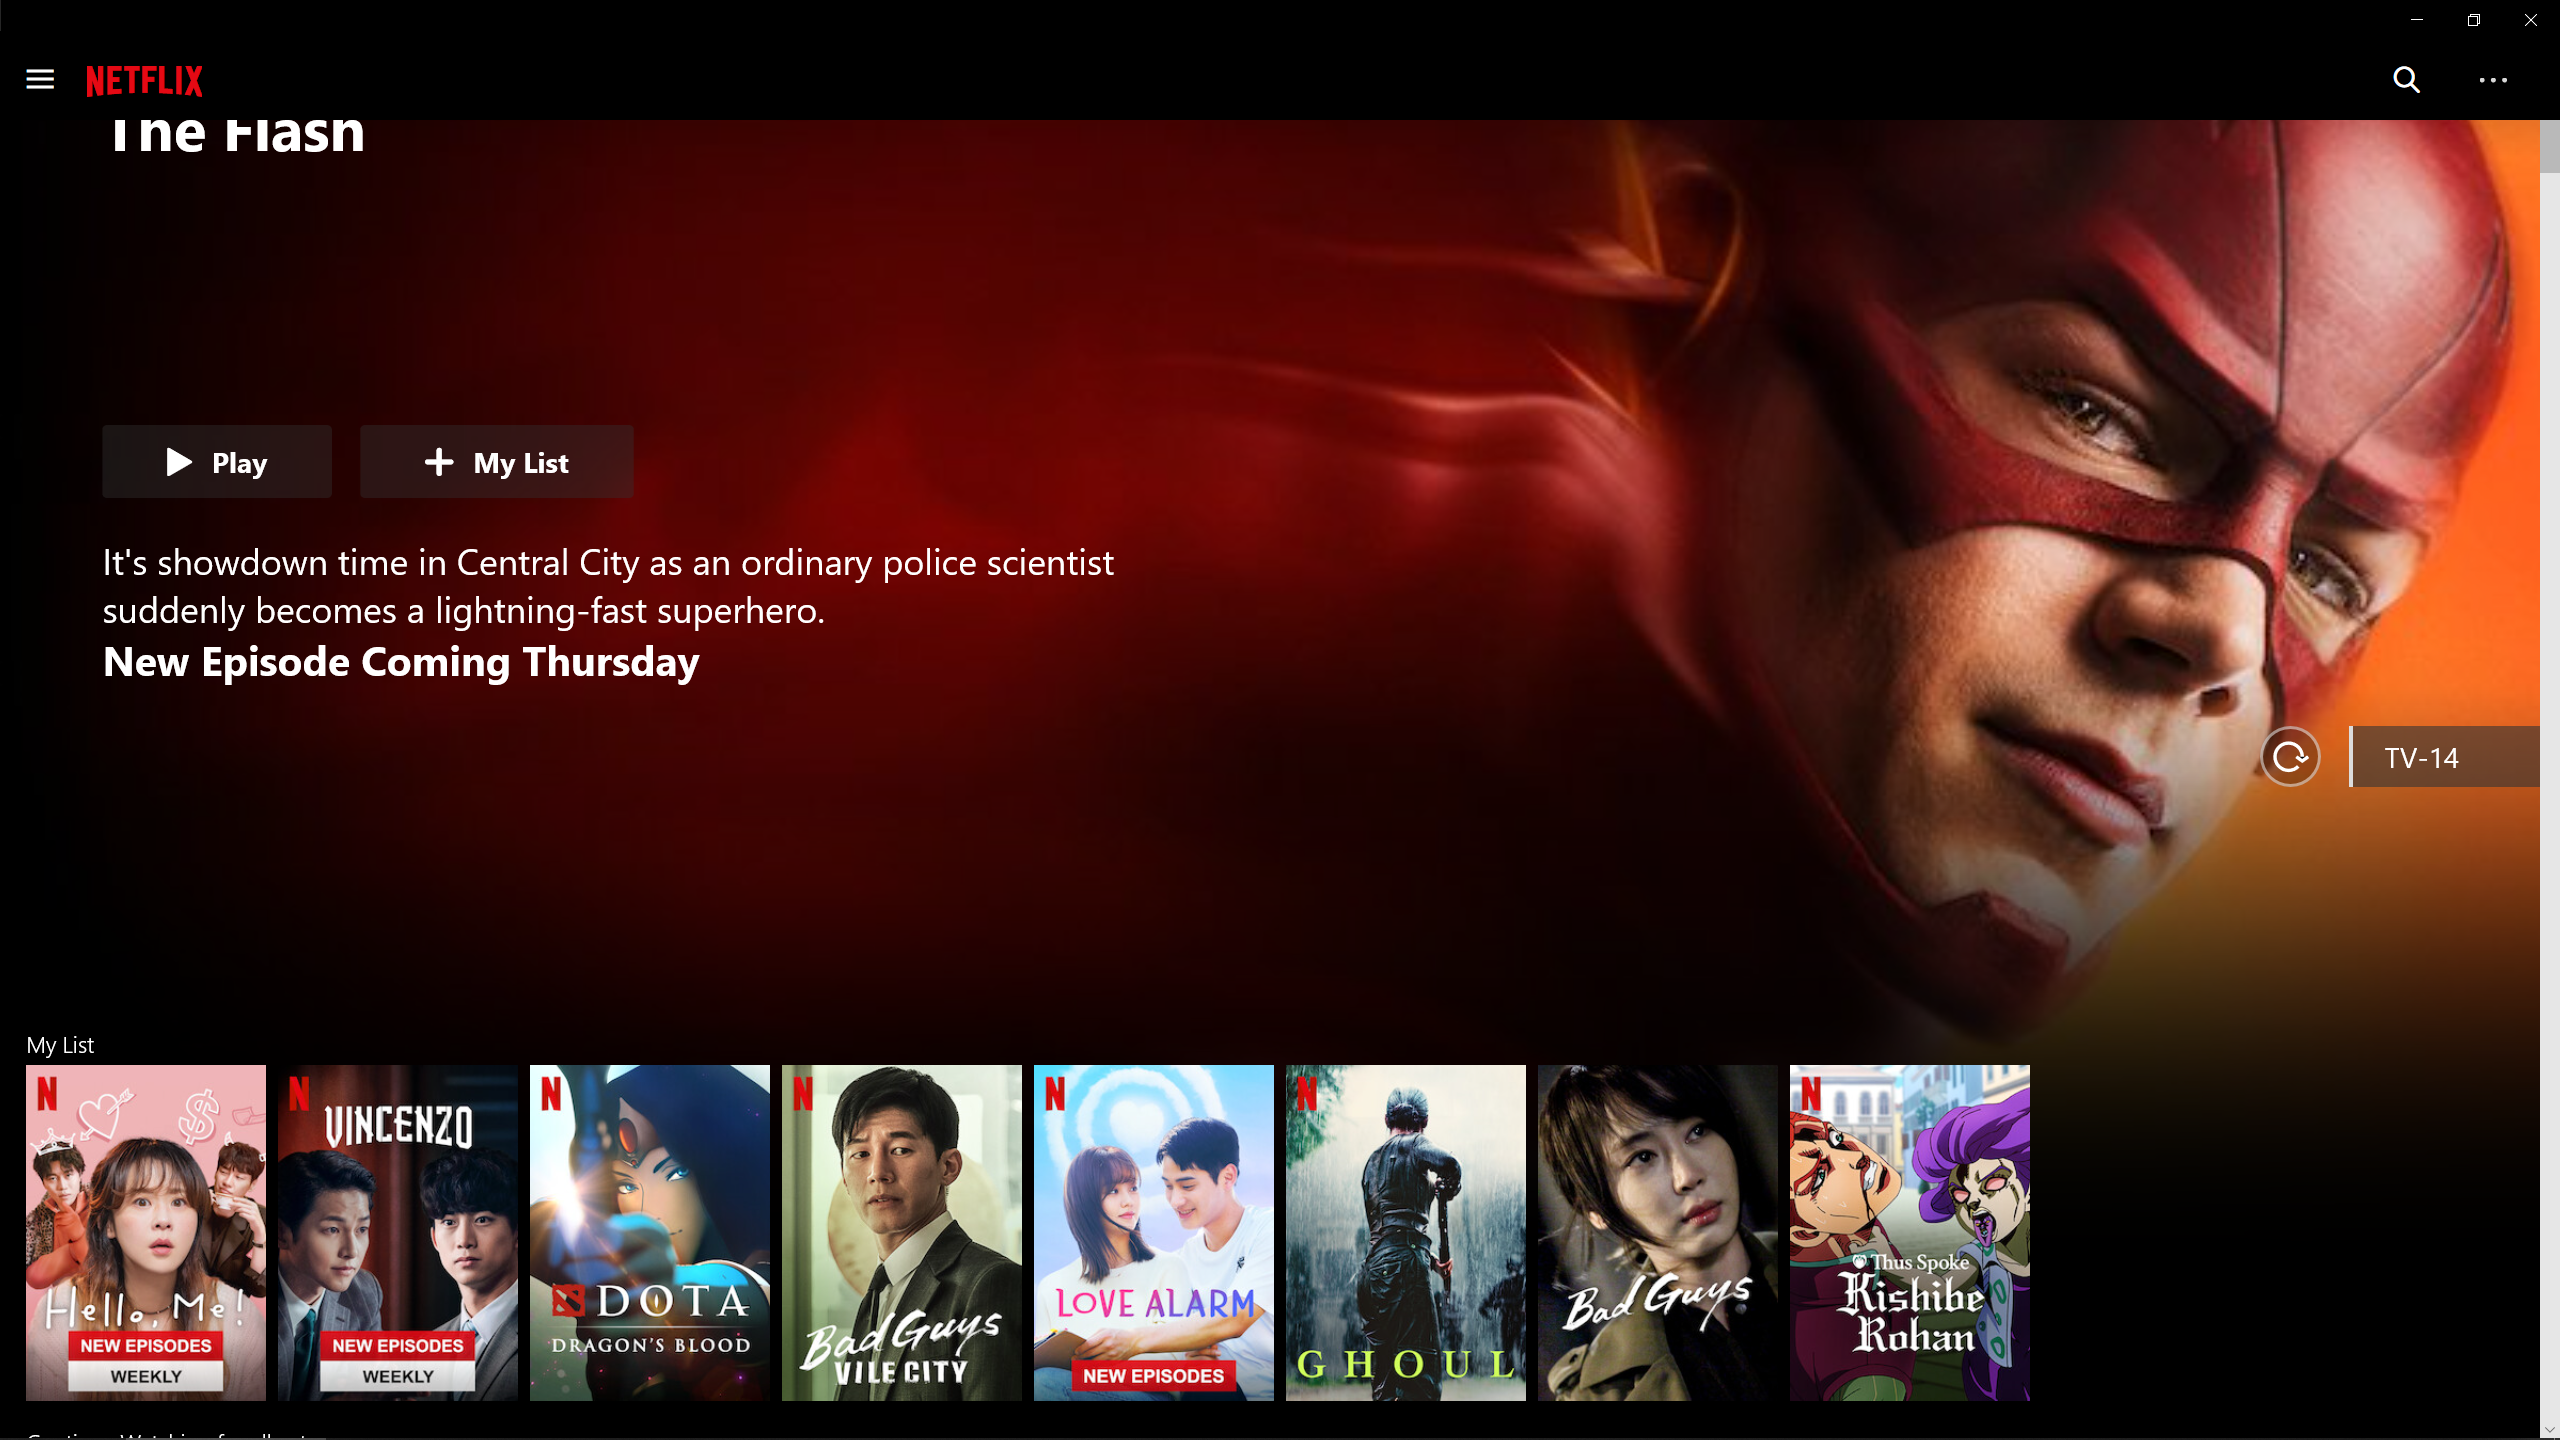 NETFLIX
The Flash
Play
My List
It's showdown time in Central City as an ordinary police scientist
suddenly becomes a lightning-fast superhero.
New Episode Coming Thursday
TV-14
My List
N
Hello, Me!
NEW EPISODES
WEEKLY
N
VINCENZO
NEW EPISODES
WEEKLY
N
DOTA
DRAGON'S BLOOD
N
Bad Guys
VILE CITY
N
LOVE ALARM
NEW EPISODES
N
GHOUL
Bad Guys
N
Thus Spoke
Kishibe
Rohan